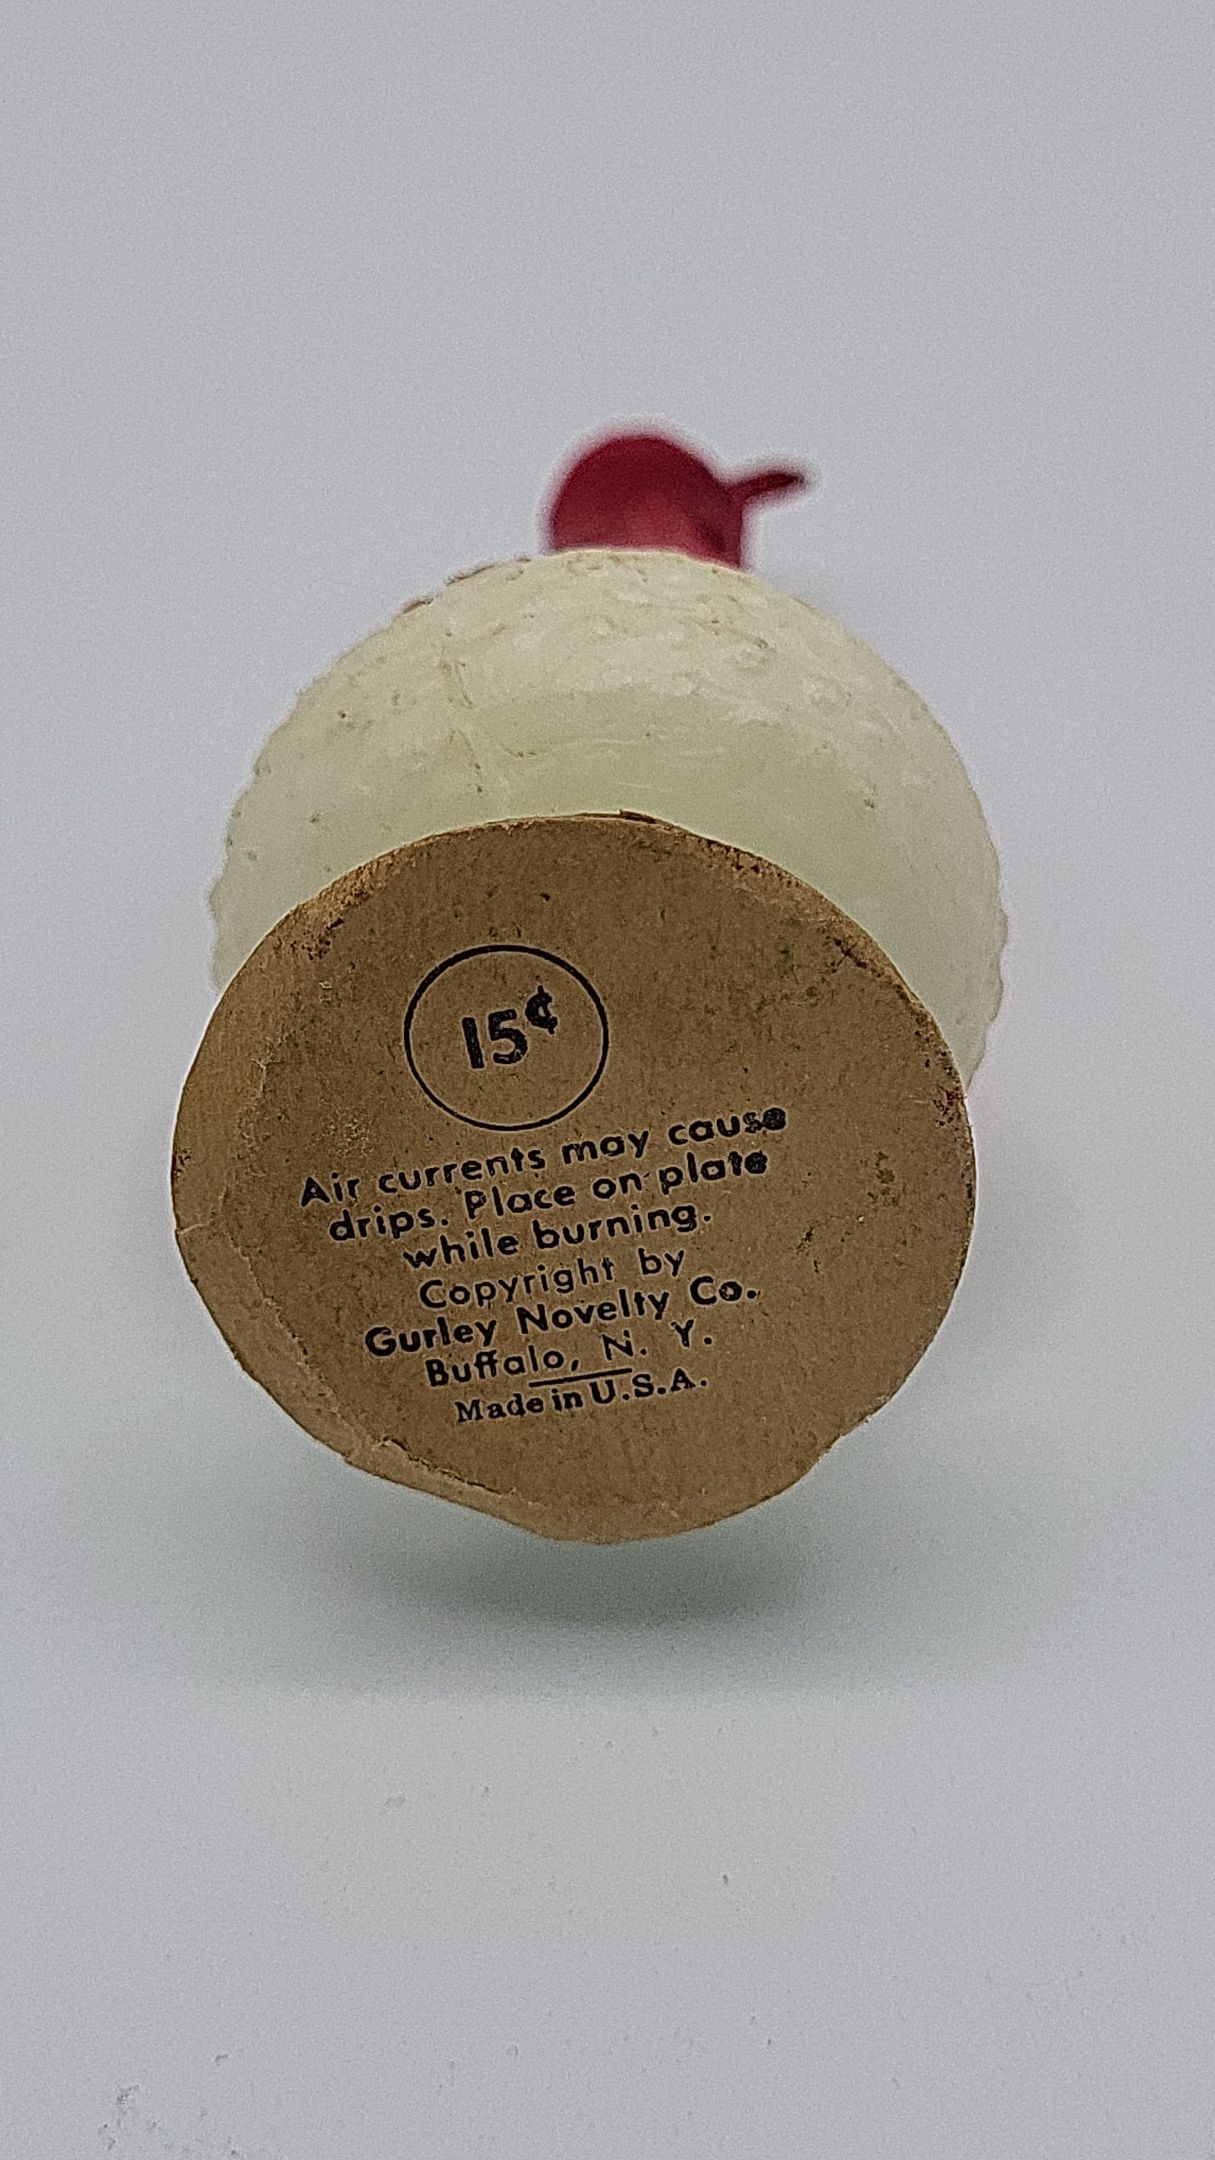 15¢
Air currents may cause
drips. Place on plate
while burning.
Copyright by
Gurley Novelty Co.
Buffalo, N. Y.
Made in U.S.A.